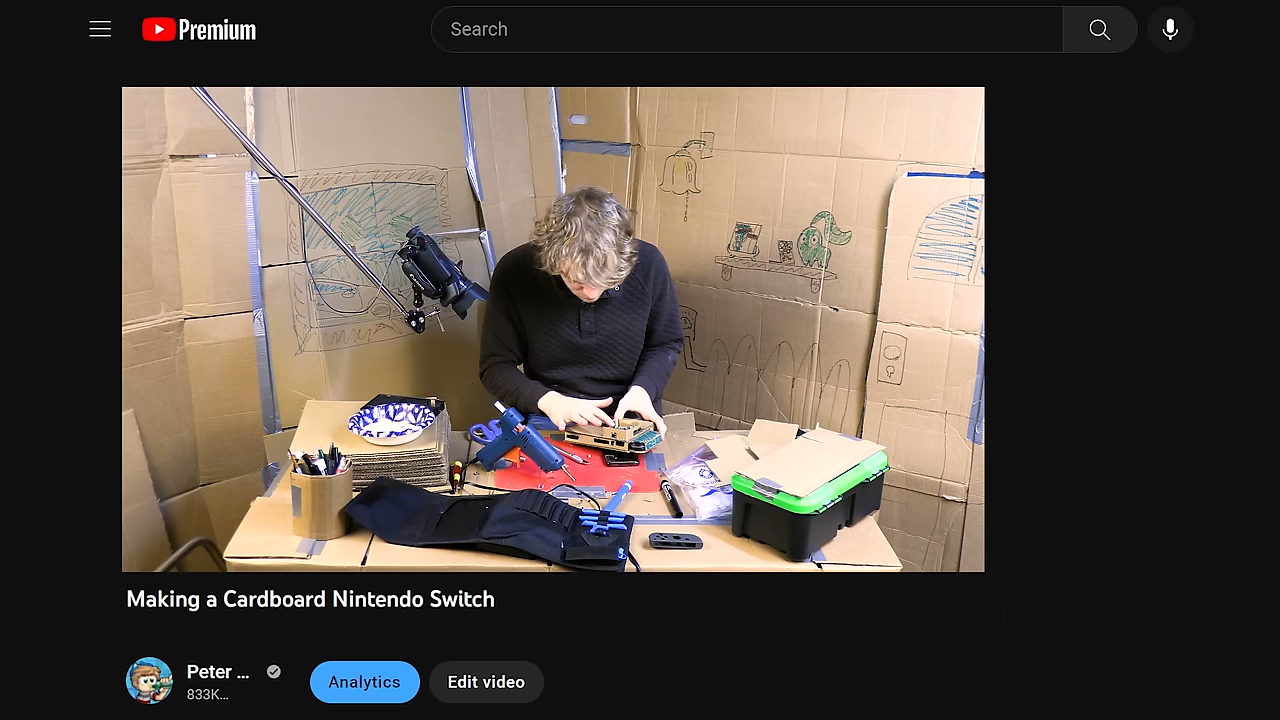 Premium
Search
Making a Cardboard Nintendo Switch
Peter ...
833K...
Analytics
Edit video